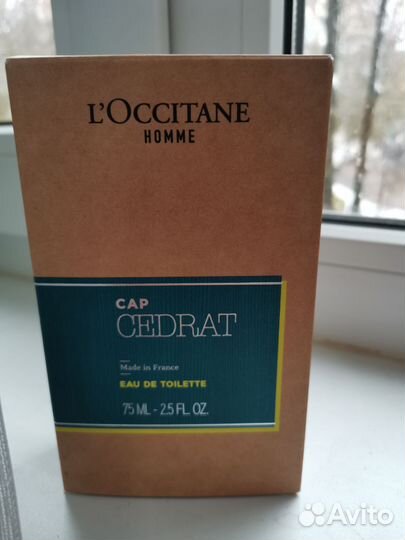 L'OCCITANE
HOMME
CAP
CEDRAT
Made in France
EAU DE TOILETTE
75 ML - 2.5 FL. OZ.
Avito